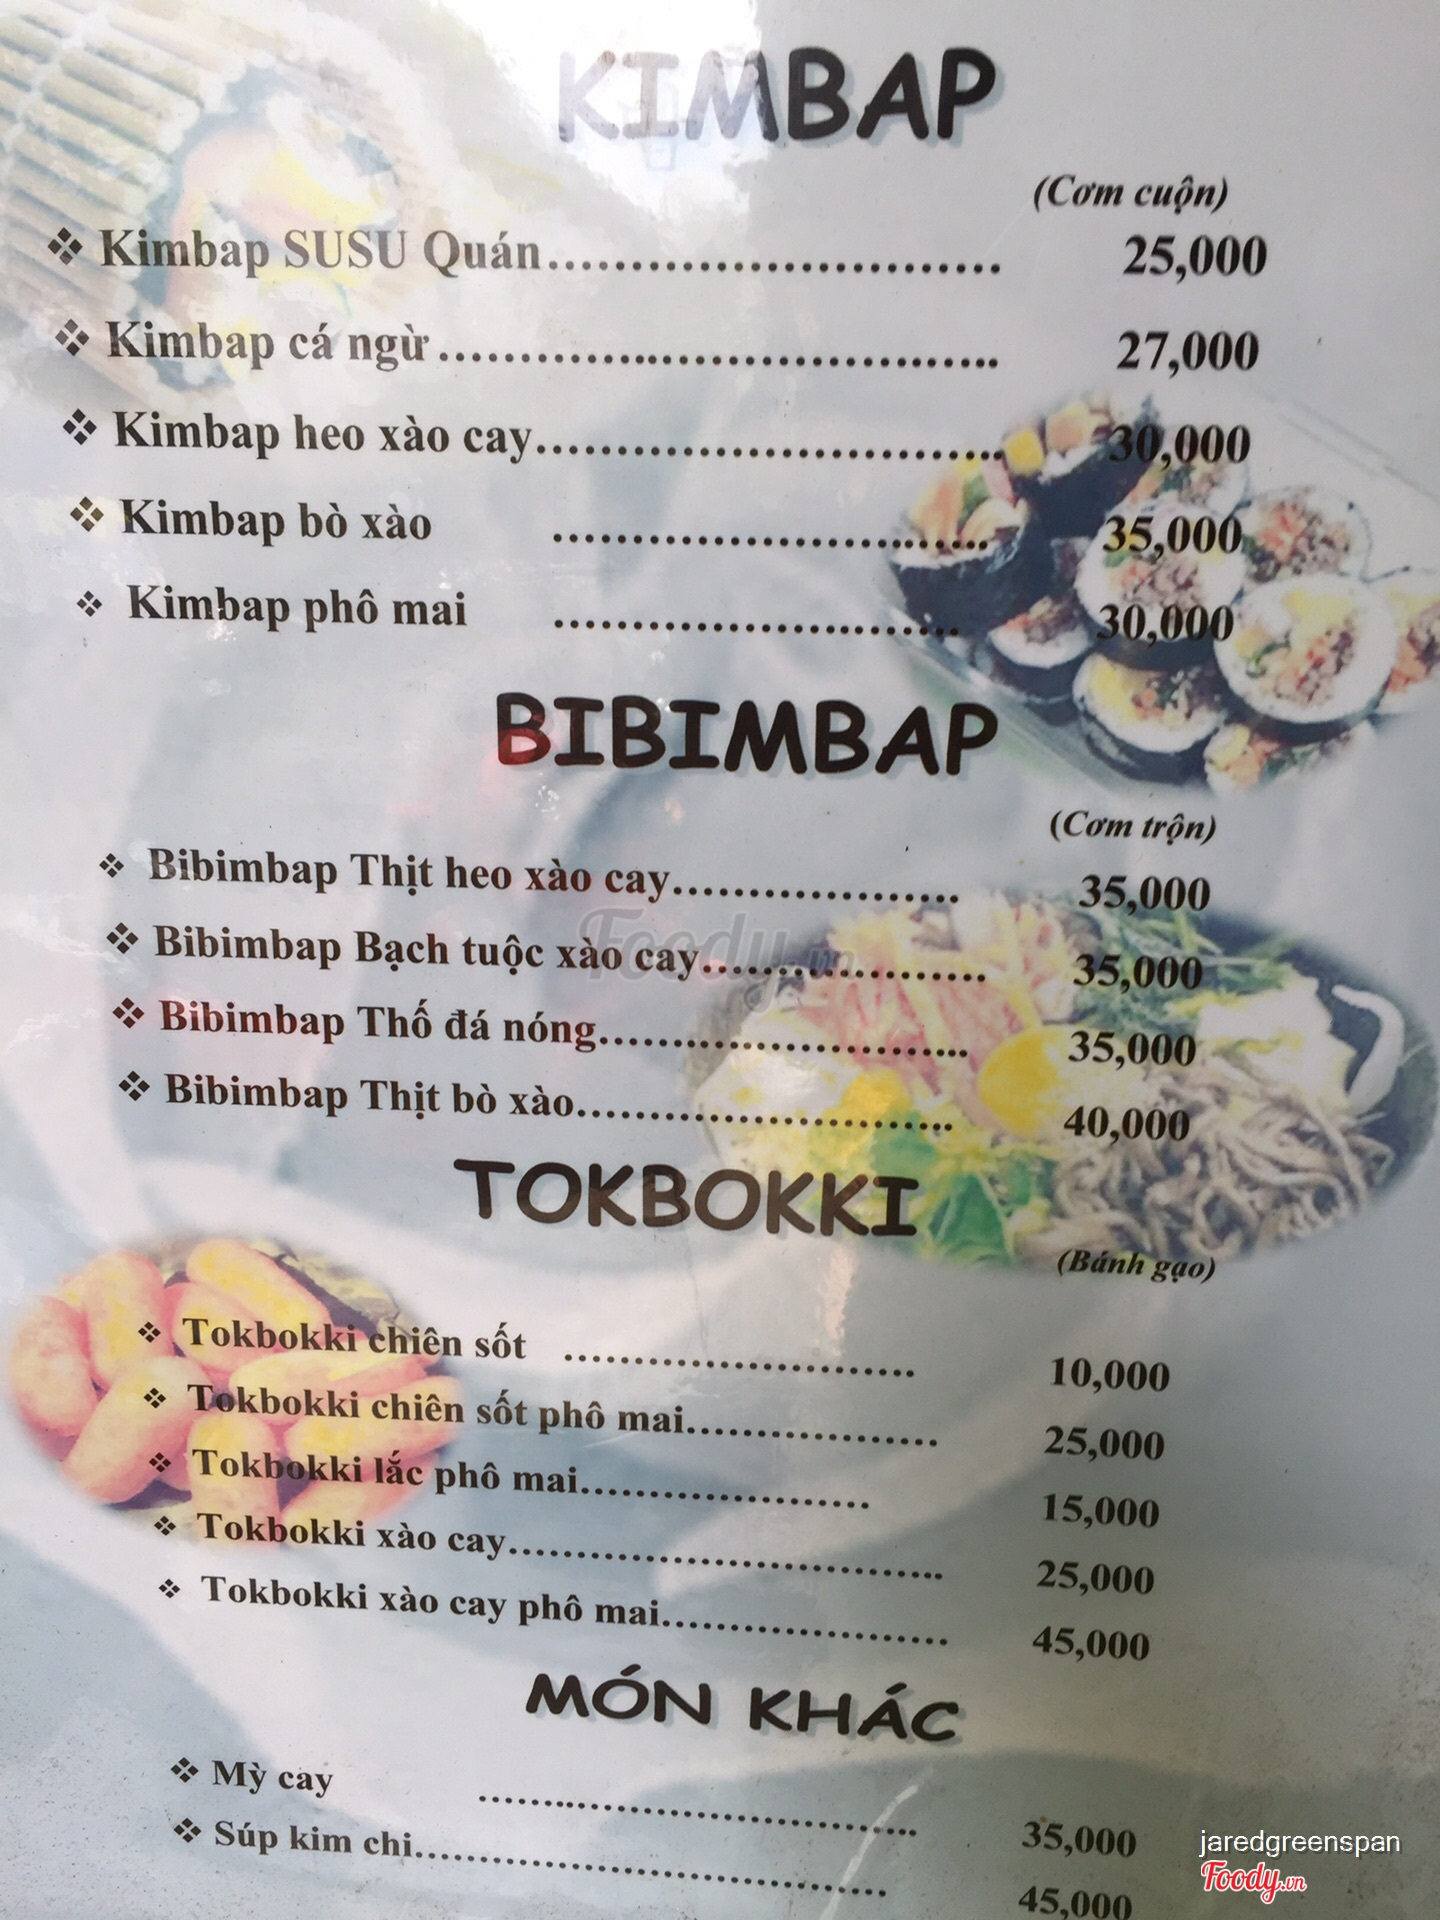 KIMBAP
(Cơm cuộn)
❖ Kimbap SUSU Quán........................... 25,000
❖ Kimbap cá ngừ................................... 27,000
❖ Kimbap heo xào cay............................ 30,000
❖ Kimbap bò xào ........................... 35,000
❖ Kimbap phô mai ......................... 30,000
BIBIMBAP
(Cơm trộn)
❖ Bibimbap Thịt heo xào cay.................. 35,000
❖ Bibimbap Bạch tuộc xào cay.................. 35,000
❖ Bibimbap Thố đá nóng........................ 35,000
❖ Bibimbap Thịt bò xào........................ 40,000
TOKBOKKI
(Bánh gạo)
❖ Tokbokki chiên sốt ........................ 10,000
❖ Tokbokki chiên sốt phô mai.................. 25,000
❖ Tokbokki lắc phô mai..................... 15,000
❖ Tokbokki xào cay.............................. 25,000
❖ Tokbokki xào cay phô mai.................... 45,000
MÓN KHÁC
❖ Mỳ cay ................................ 35,000
❖ Súp kim chi................................. 45,000
Foody.vn
jaredgreenspan
Foody.vn